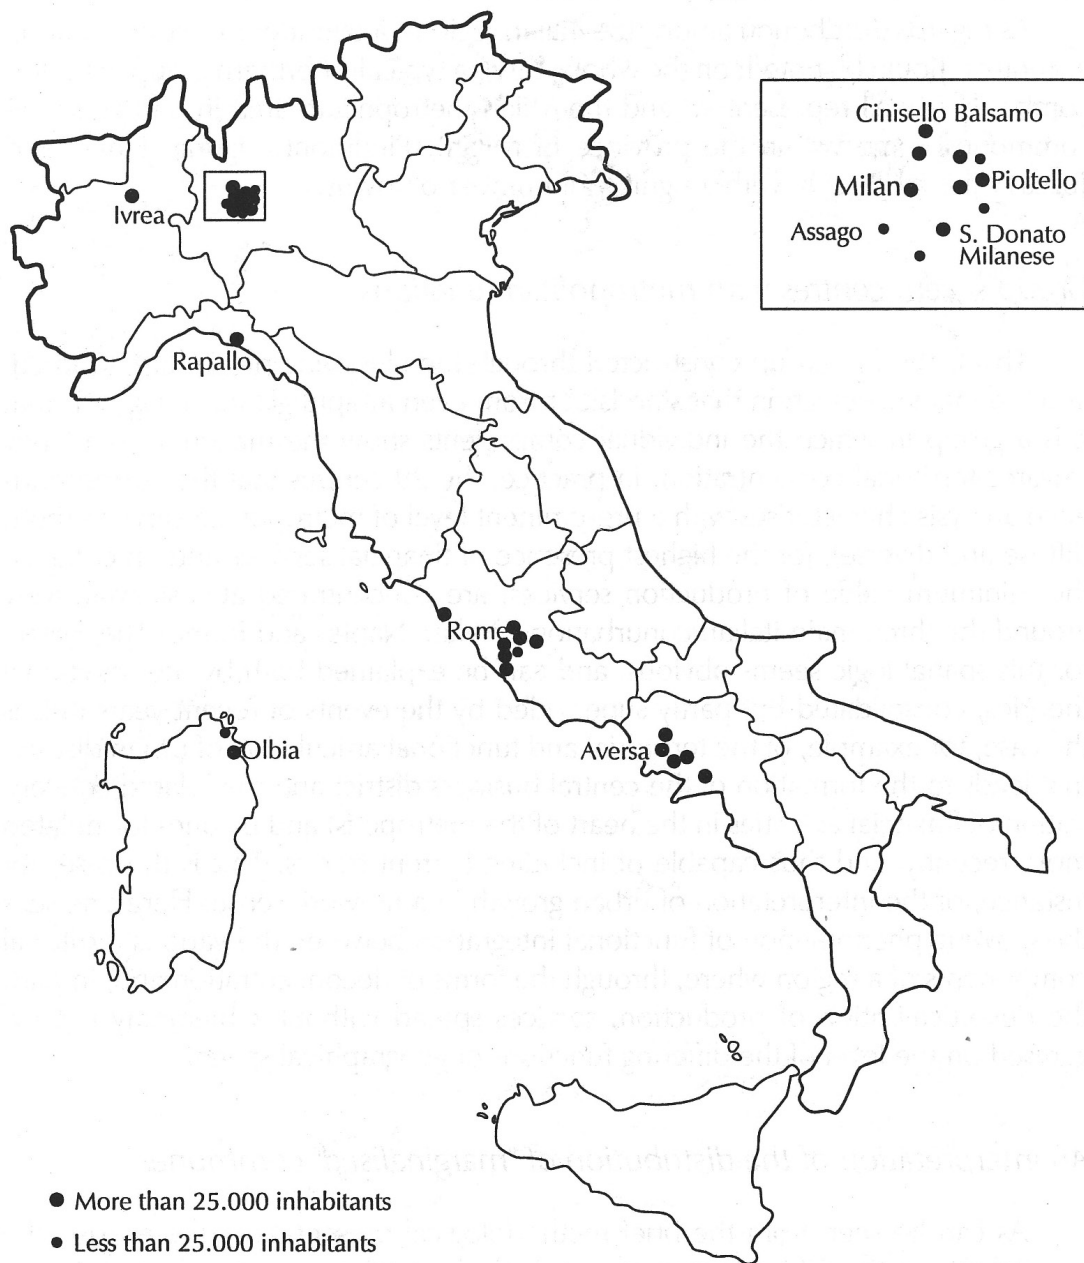 Cinisello Balsamo
Milan
Pioltello
Assago
S. Donato
Milanese
Ivrea
Rapallo
Rome
Olbia
Aversa
More than 25.000 inhabitants
Less than 25.000 inhabitants